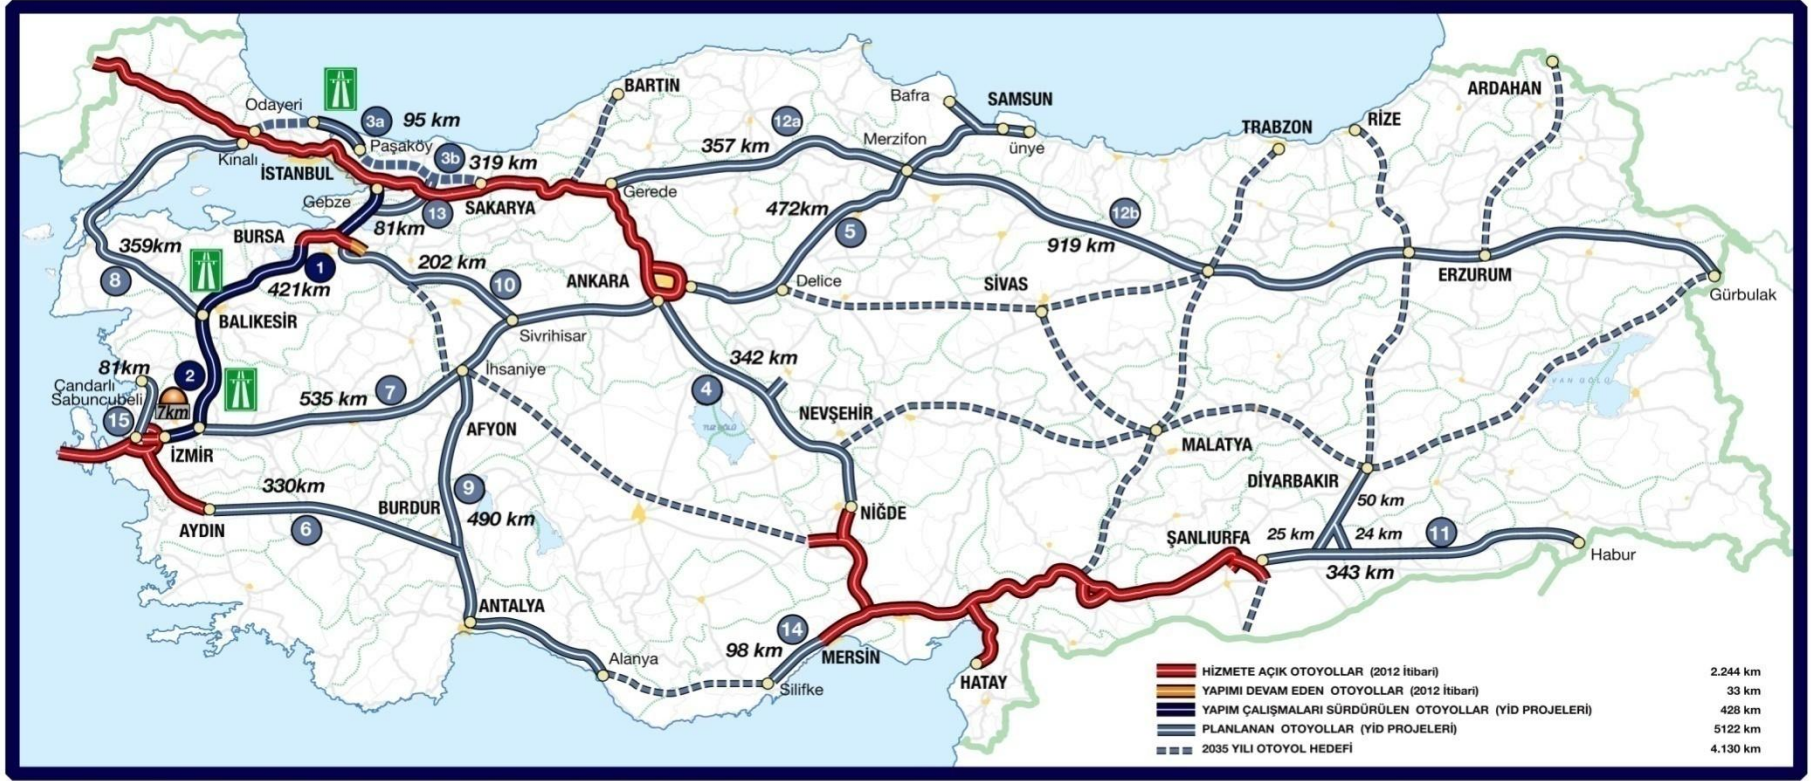 ARDAHAN
BARTIN
Bafra
SAMSUN
Odayeri
3a
95 km
12a
RİZE
TRABZON
Merzifon
ünye
357 km
Paşaköy
Kınalı
3b
319 km
İSTANBUL
Gerede
Gebze
SAKARYA
13
81km
472km
5
12b
919 km
BURSA
359km
202 km
1
421km
8
10
ANKARA
Delice
SİVAS
ERZURUM
Gürbulak
BALIKESİR
Sivrihisar
81km
2
342 km
İhsaniye
Çandarlı
Sabuncubeli
7km
15
535 km
7
4
VAN GÖLÜ
NEVŞEHİR
TUZ GÖLÜ
AFYON
MALATYA
İZMİR
330km
BURDUR
9
490 km
DİYARBAKIR
50 km
NİĞDE
AYDIN
6
ŞANLIURFA
25 km
24 km
11
Habur
343 km
ANTALYA
14
98 km
MERSİN
Alanya
Silifke
HATAY
HİZMETE AÇIK OTOYOLLAR (2012 İtibari) 2.244 km
YAPIMI DEVAM EDEN OTOYOLLAR (2012 İtibari) 33 km
YAPIM ÇALIŞMALARI SÜRDÜRÜLEN OTOYOLLAR (YİD PROJELERİ) 428 km
PLANLANAN OTOYOLLAR (YİD PROJELERİ) 5122 km
2035 YILI OTOYOL HEDEFİ 4.130 km